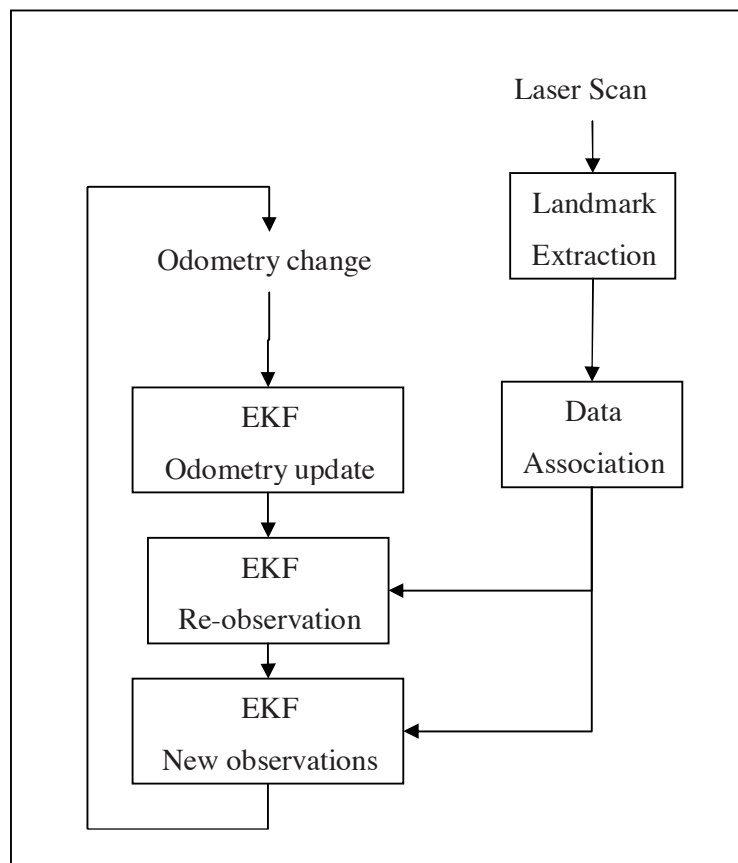 Laser Scan
Landmark
Extraction
Odometry change
EKF
Odometry update
Data
Association
EKF
Re-observation
EKF
New observations